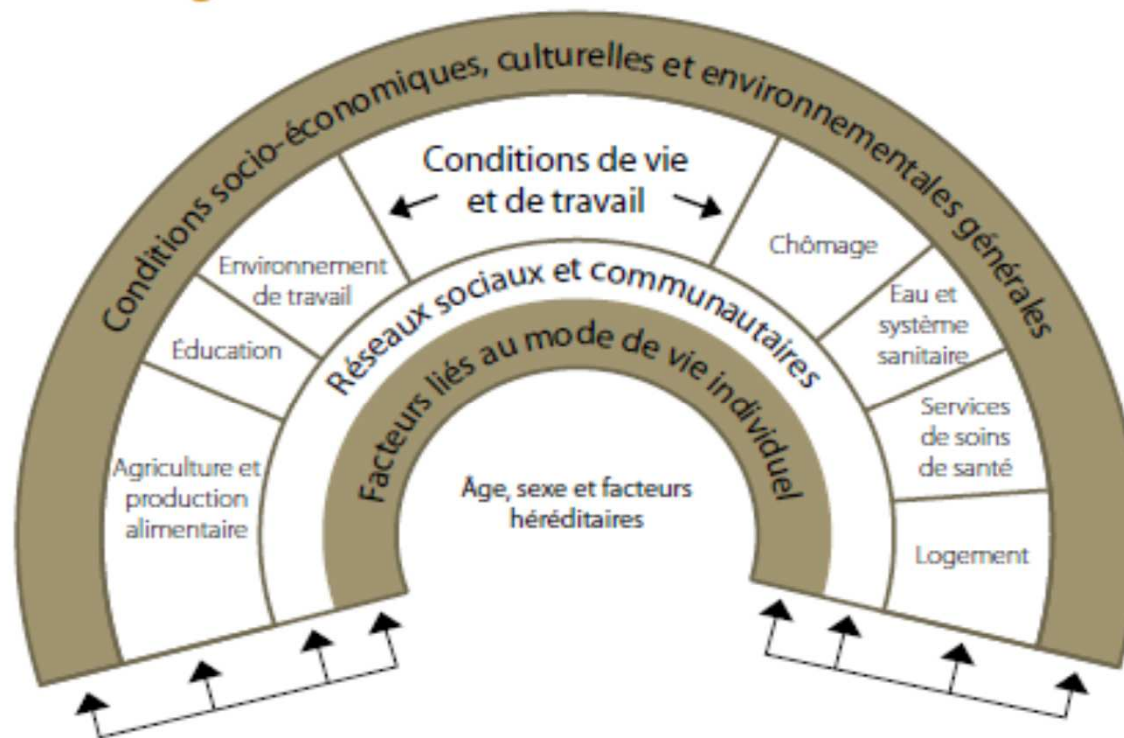 Conditions socio-économiques, culturelles et environnementales générales
Conditions de vie
et de travail
Environnement
de travail
Éducation
Agriculture et
production
alimentaire
Chômage
Eau et
système
sanitaire
Services
de soins
de santé
Logement
Réseaux sociaux et communautaires
Facteurs liés au mode de vie individuel
Âge, sexe et facteurs
héréditaires